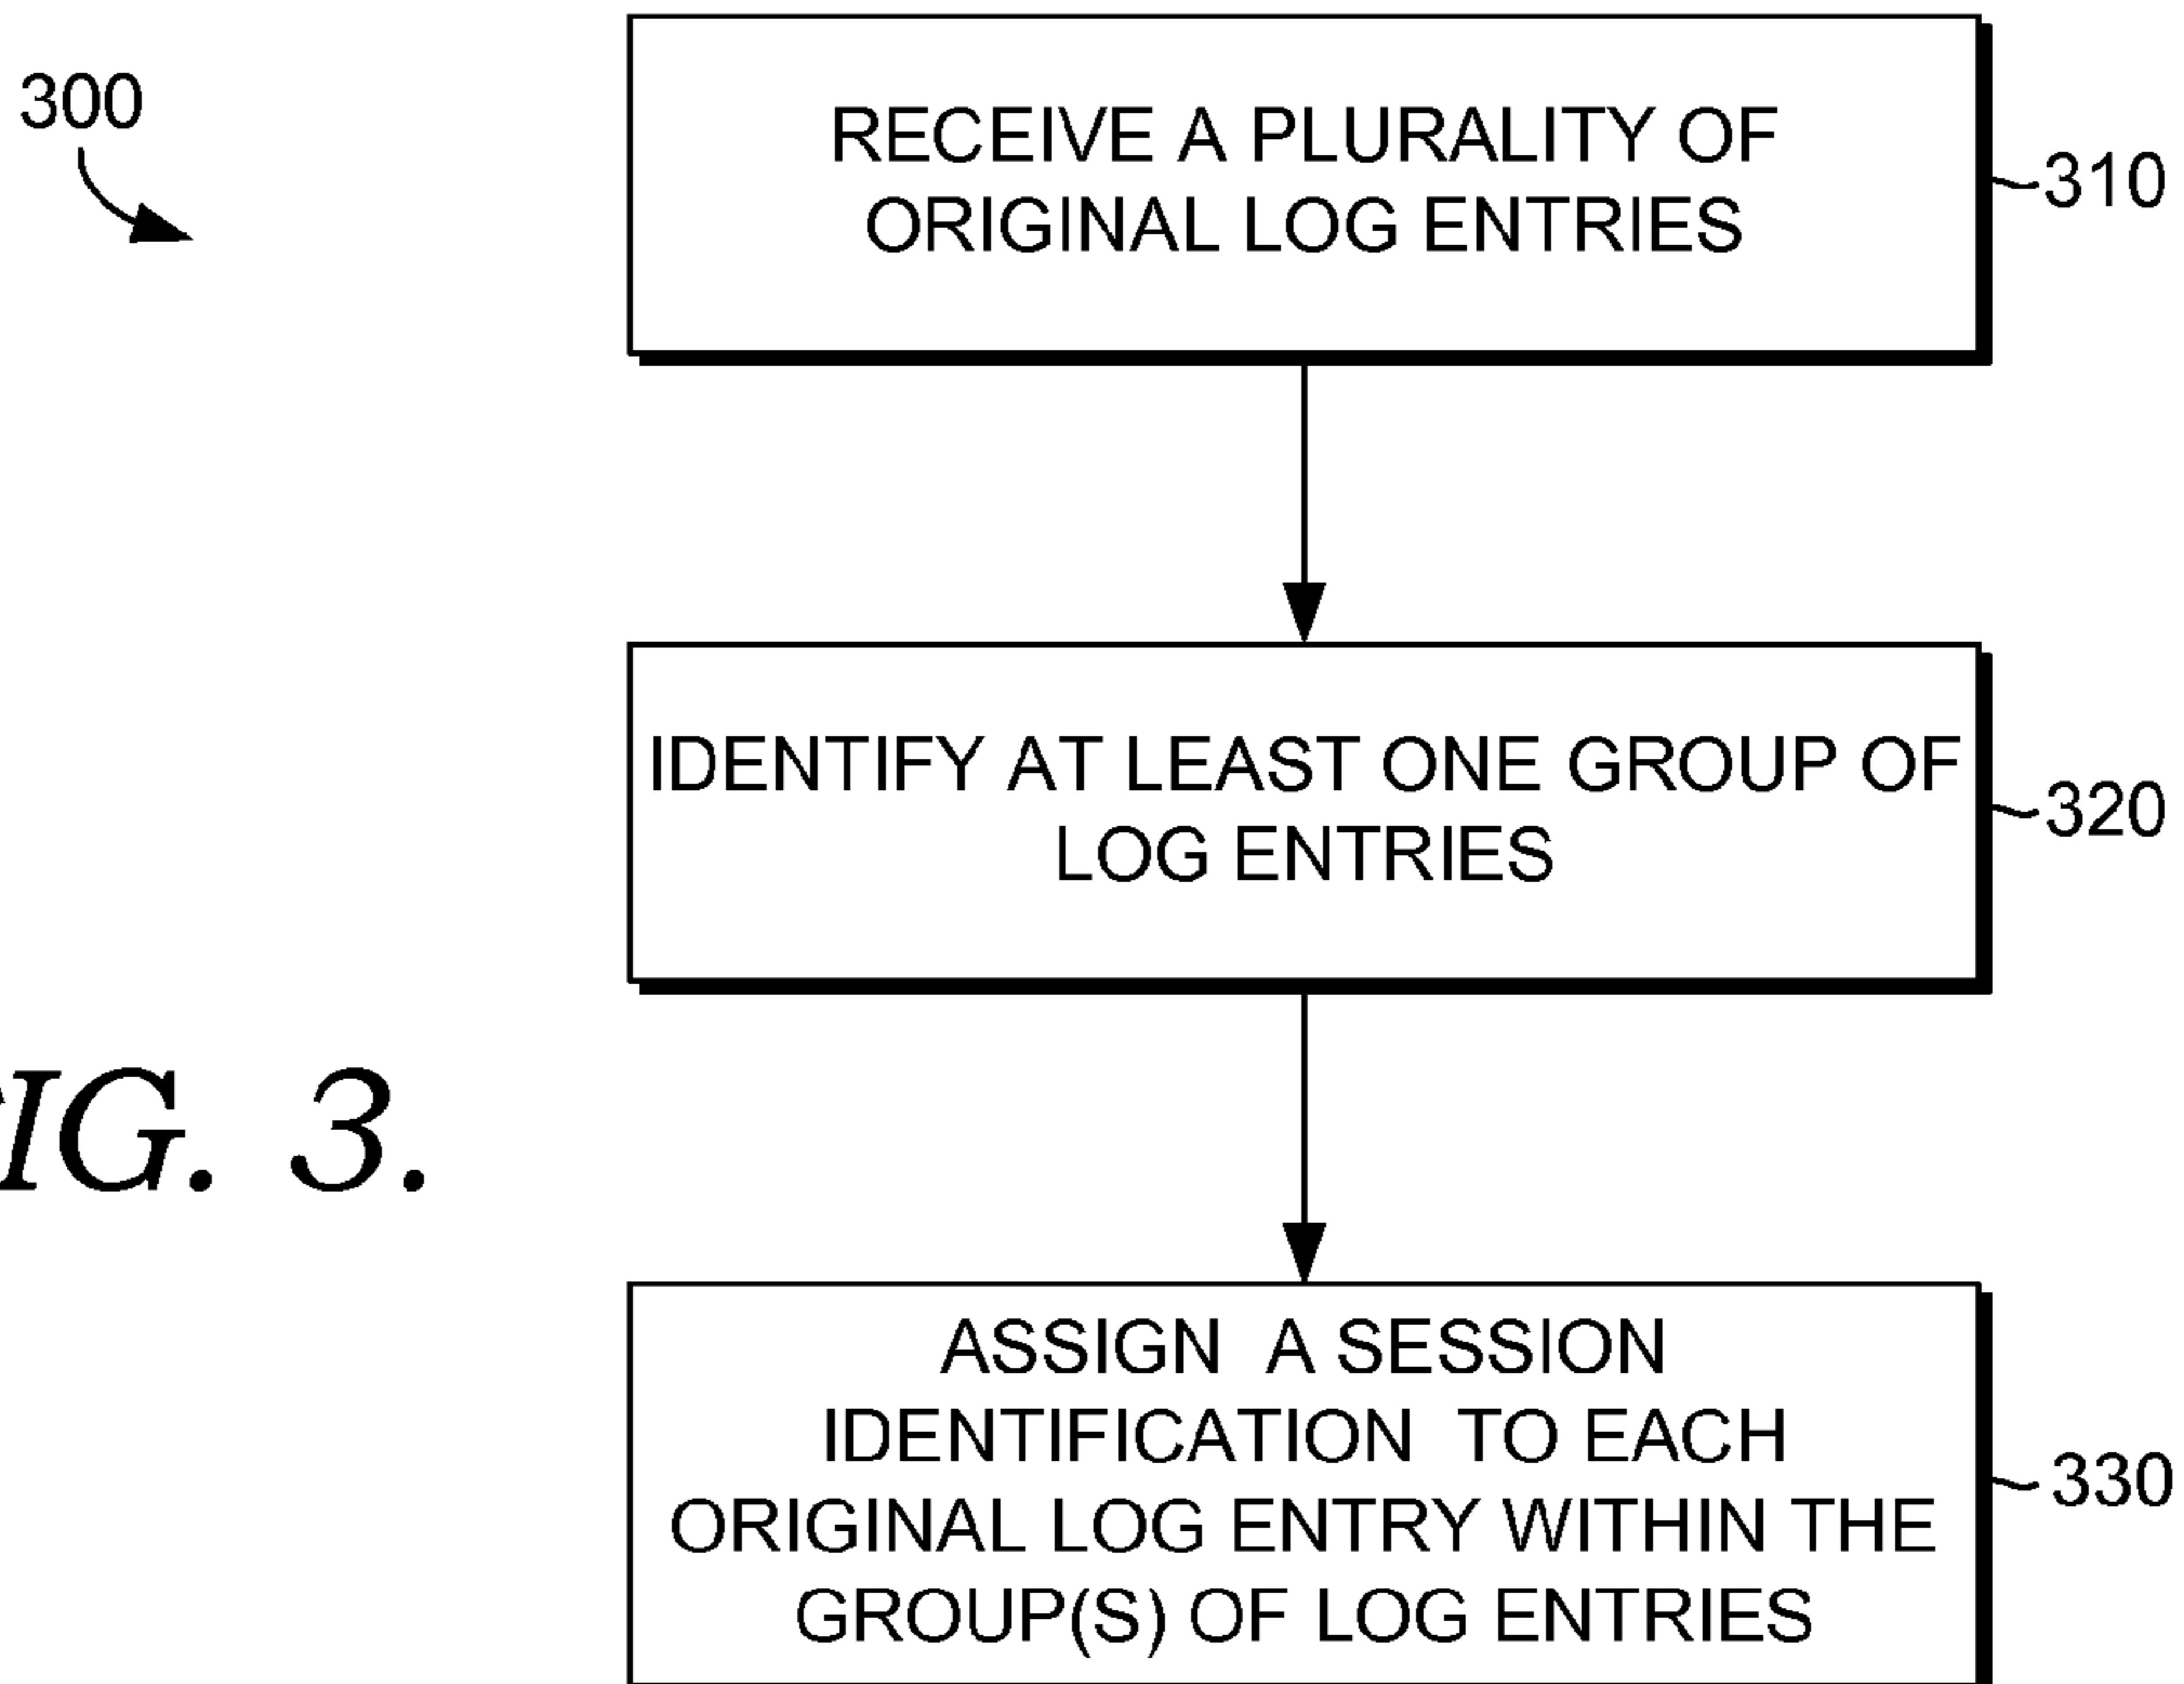 300
RECEIVE A PLURALITY OF
ORIGINAL LOG ENTRIES
310
IDENTIFY AT LEAST ONE GROUP OF
LOG ENTRIES
320
IG. 3.
ASSIGN A SESSION
IDENTIFICATION TO EACH
ORIGINAL LOG ENTRY WITHIN THE
GROUP(S) OF LOG ENTRIES
330